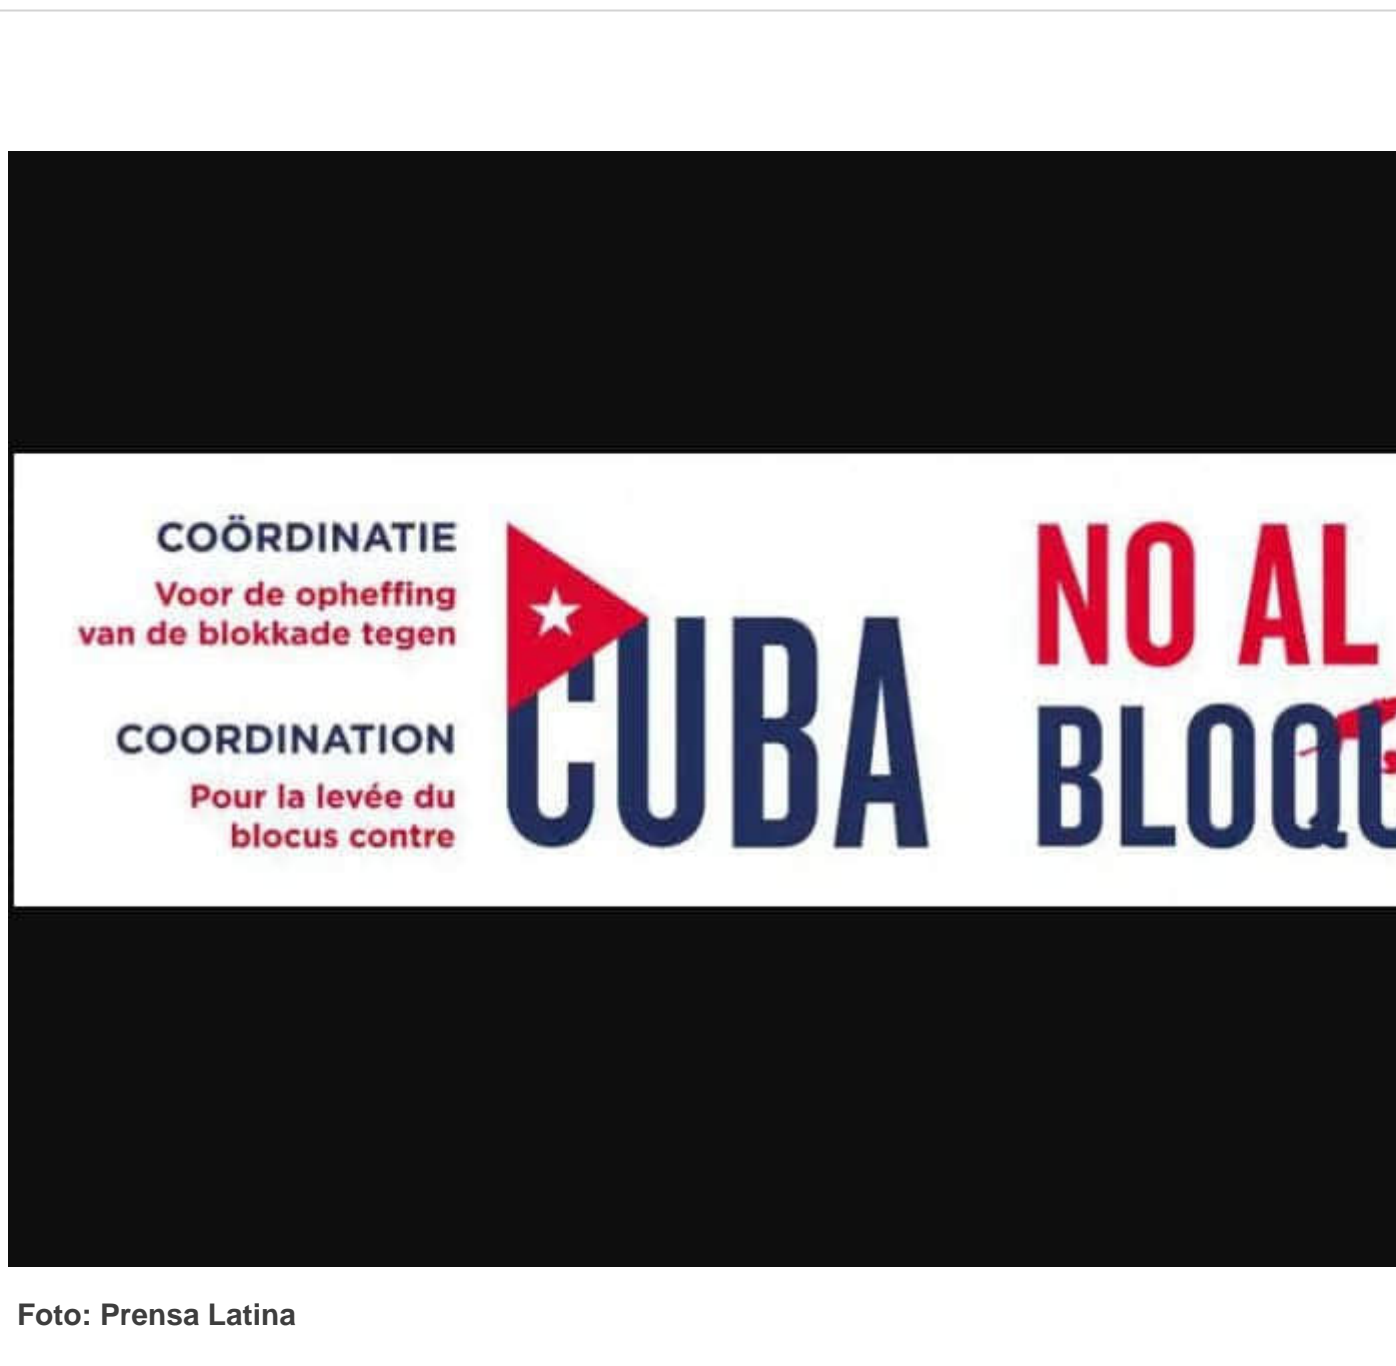 COÖRDINATIE
Voor de opheffing
van de blokkade tegen
COORDINATION
Pour la levée du
blocus contre
CUBA
NO AL
BLOQU
Foto: Prensa Latina